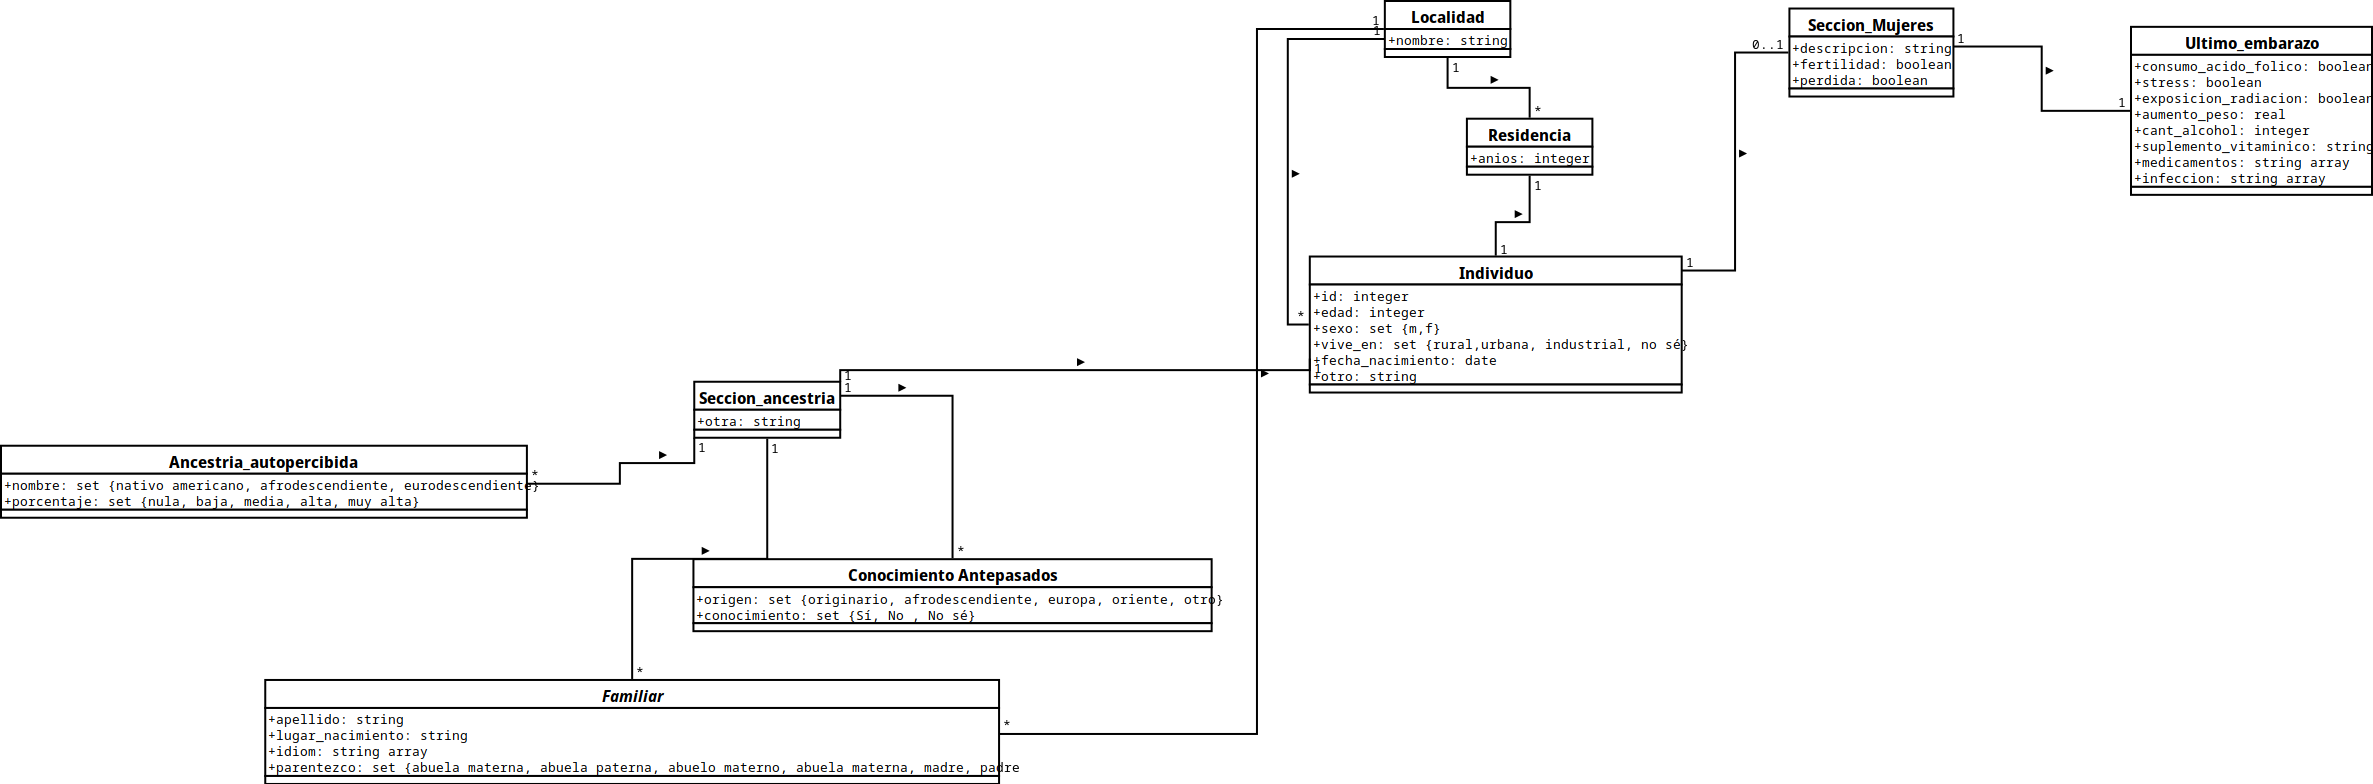 Localidad
+nombre: string
1
1
1
*
Residencia
+anios: integer
1
1
Seccion_Mujeres
+descripcion: string
+fertilidad: boolean
+perdida: boolean
0..1
1
1
Ultimo_embarazo
+consumo_acido_folico: boolean
+stress: boolean
+exposicion_radiacion: boolean
+aumento_peso: real
+cant_alcohol: integer
+suplemento_vitaminico: string
+medicamentos: string array
+infeccion: string array
Individuo
+id: integer
+edad: integer
+sexo: set {m,f}
+vive_en: set {rural,urbana, industrial, no sé}
+fecha_nacimiento: date
+otro: string
1
*
1
Seccion_ancestria
+otra: string
1
1
1
1
Ancestria_autopercibida
+nombre: set {nativo americano, afrodescendiente, eurodescendiente}
+porcentaje: set {nula, baja, media, alta, muy alta}
*
*
Conocimiento Antepasados
+origen: set {originario, afrodescendiente, europa, oriente, otro}
+conocimiento: set {Sí, No , No sé}
*
Familiar
+apellido: string
+lugar_nacimiento: string
+idiom: string array
+parentezco: set {abuela materna, abuela paterna, abuelo materno, abuela materna, madre, padre
*